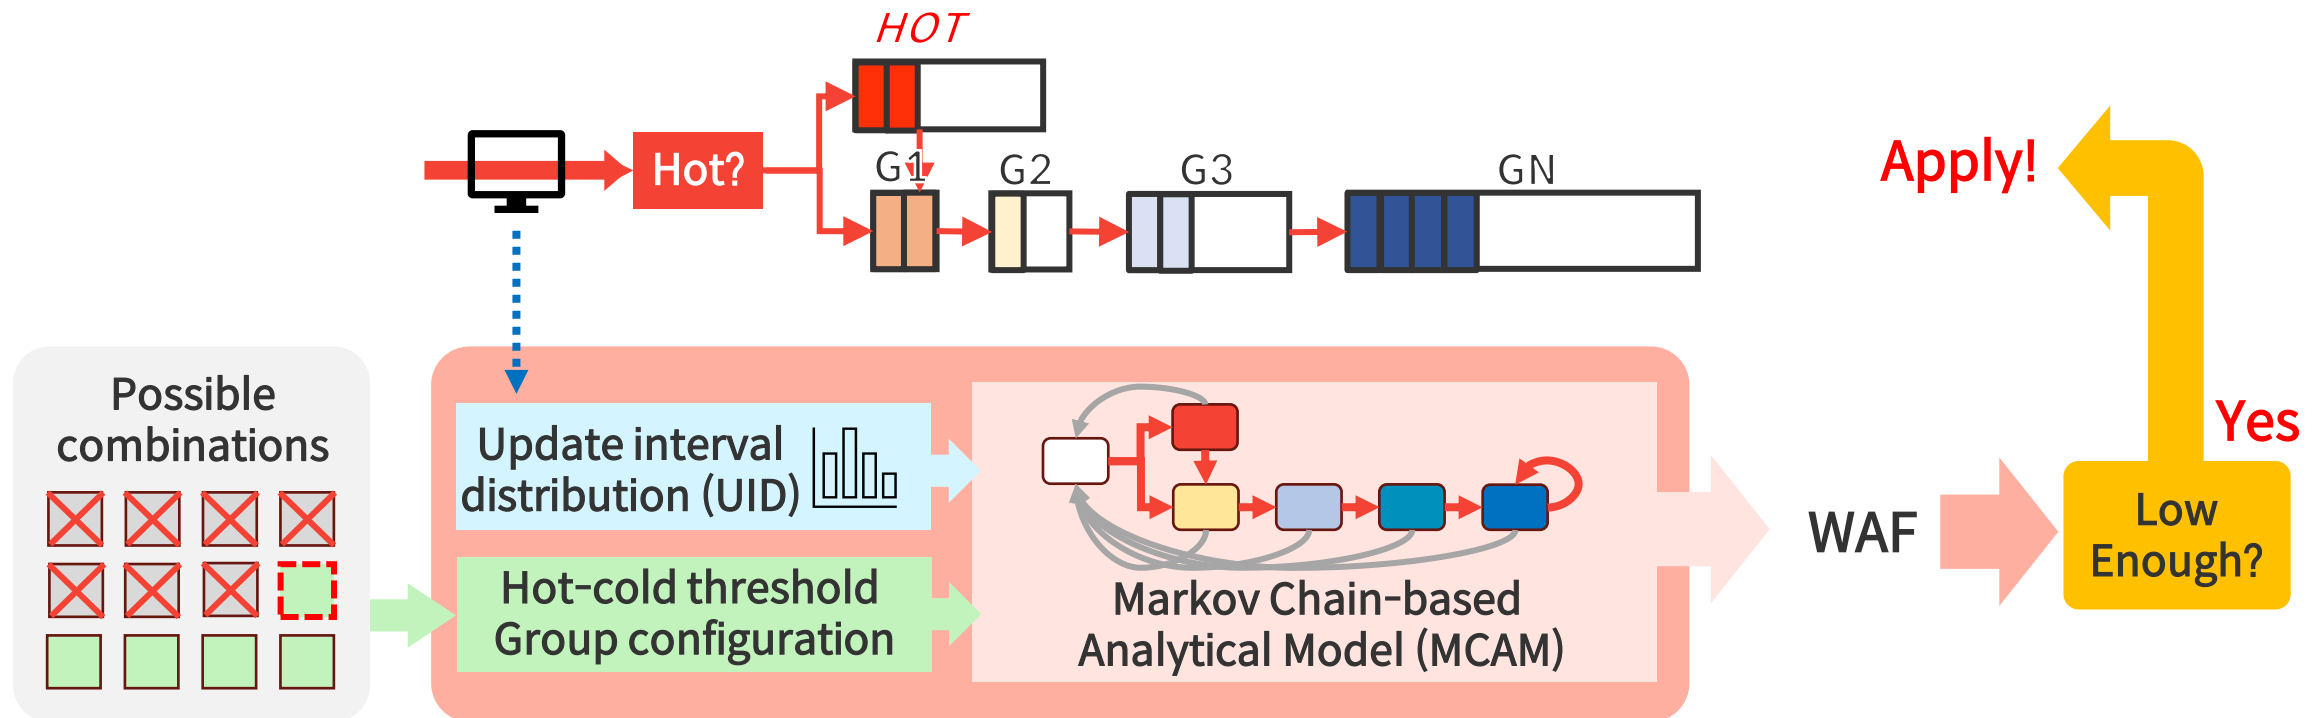 HOT
Hot?
G1
G2
G3
GN
Apply!
Possible
combinations
Update interval
distribution (UID)
Hot-cold threshold
Group configuration
Markov Chain-based
Analytical Model (MCAM)
WAF
Low
Enough?
Yes